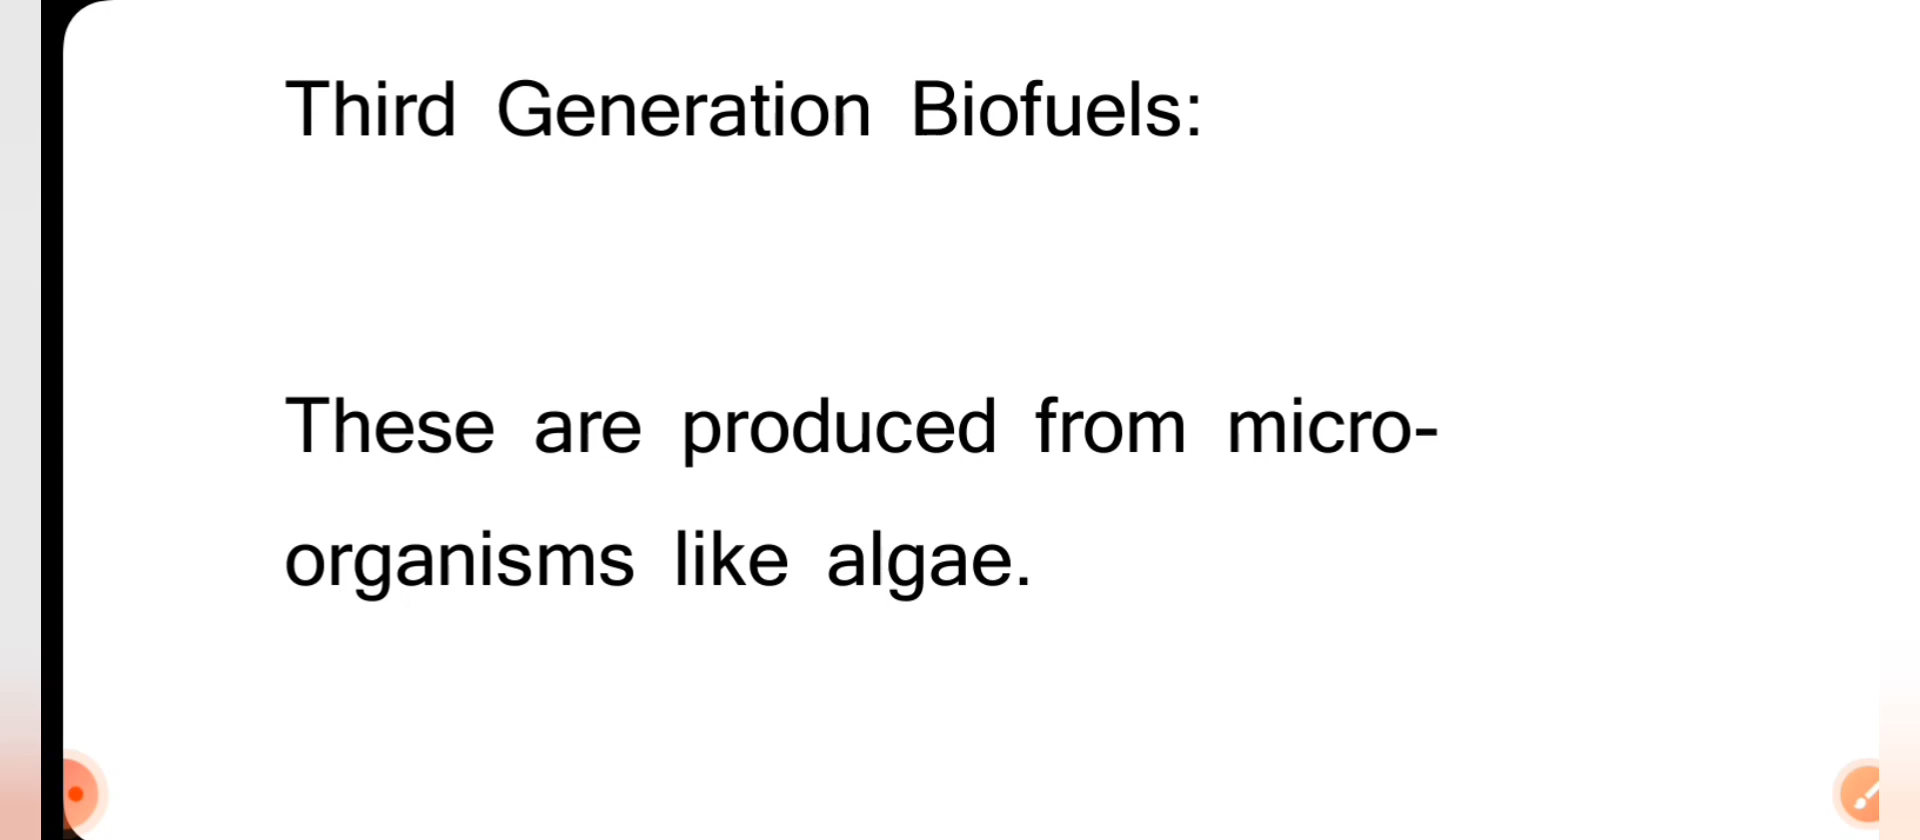 Third Generation Biofuels:
These are produced from micro-
organisms like algae.